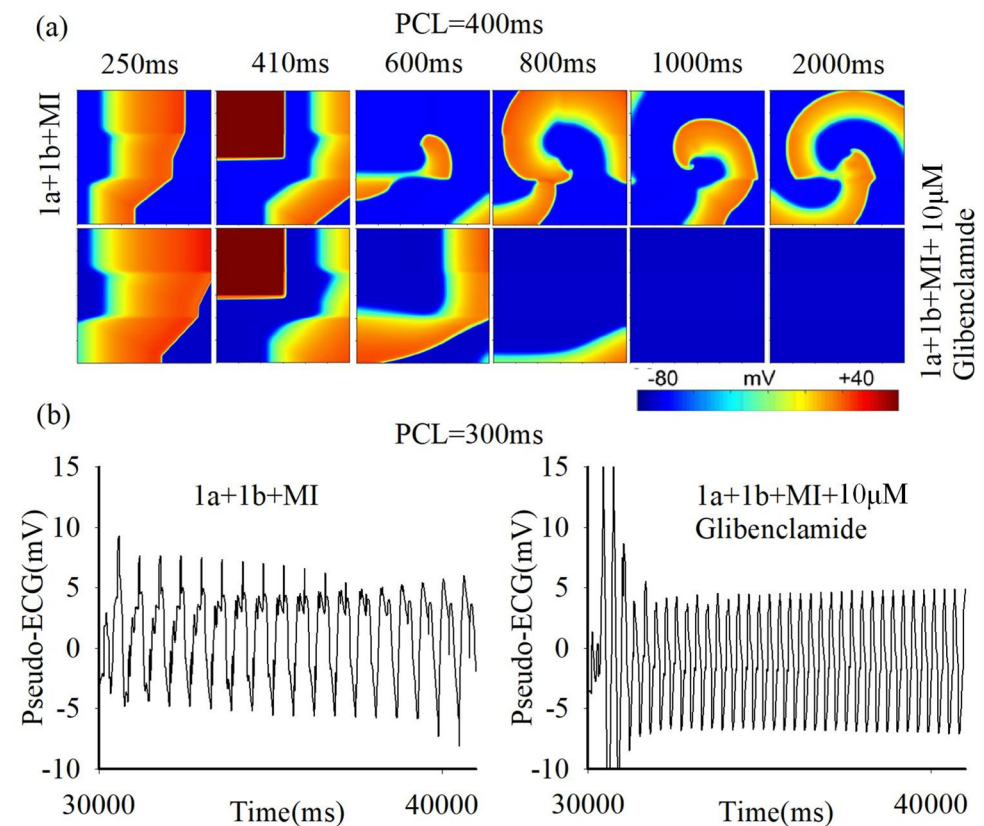 (a)
PCL=400ms
250ms 410ms 600ms 800ms 1000ms 2000ms
1a+1b+MI
1a+1b+MI+ 10μM
Glibenclamide
-80 mV +40
(b)
PCL=300ms
Pseudo-ECG(mV)
15
10
5
0
-5
-10
1a+1b+MI
30000 40000
Time(ms)
Pseudo-ECG(mV)
15
10
5
0
-5
-10
1a+1b+MI+10μM
Glibenclamide
30000 40000
Time(ms)